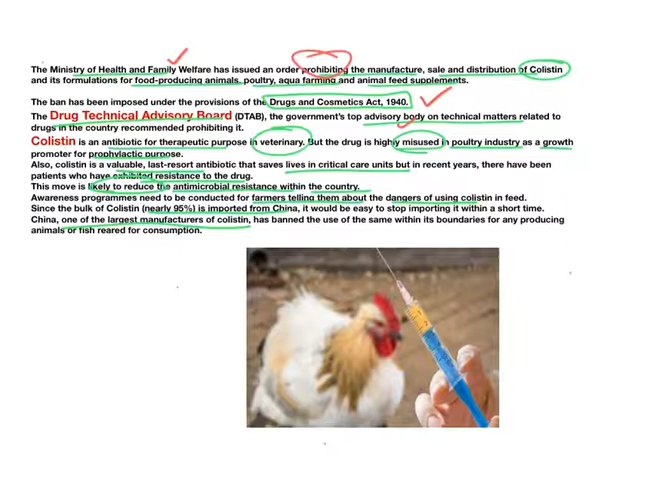 The Ministry of Health and Family Welfare has issued an order prohibiting the manufacture, sale and distribution of Colistin
and its formulations for food-producing animals, poultry, aqua farming and animal feed supplements.
The ban has been imposed under the provisions of the Drugs and Cosmetics Act, 1940.
The Drug Technical Advisory Board (DTAB), the government's top advisory body on technical matters related to
drugs in the country recommended prohibiting it.
Colistin is an antibiotic for therapeutic purpose in veterinary. But the drug is highly misused in poultry industry as a growth
promoter for prophylactic purpose.
Also, colistin is a valuable, last-resort antibiotic that saves lives in critical care units but in recent years, there have been
patients who have exhibited resistance to the drug.
This move is likely to reduce the antimicrobial resistance within the country.
Awareness programes need to be conducted for farmers telling them about the dangers of using colistin in feed.
Since the bulk of Colistin (nearly 95%) is imported from China, it would be easy to stop importing it within a short time.
China, one of the largest manufacturers of colistin, has banned the use of the same within its boundaries for any producing
animals or fish reared for consumption.